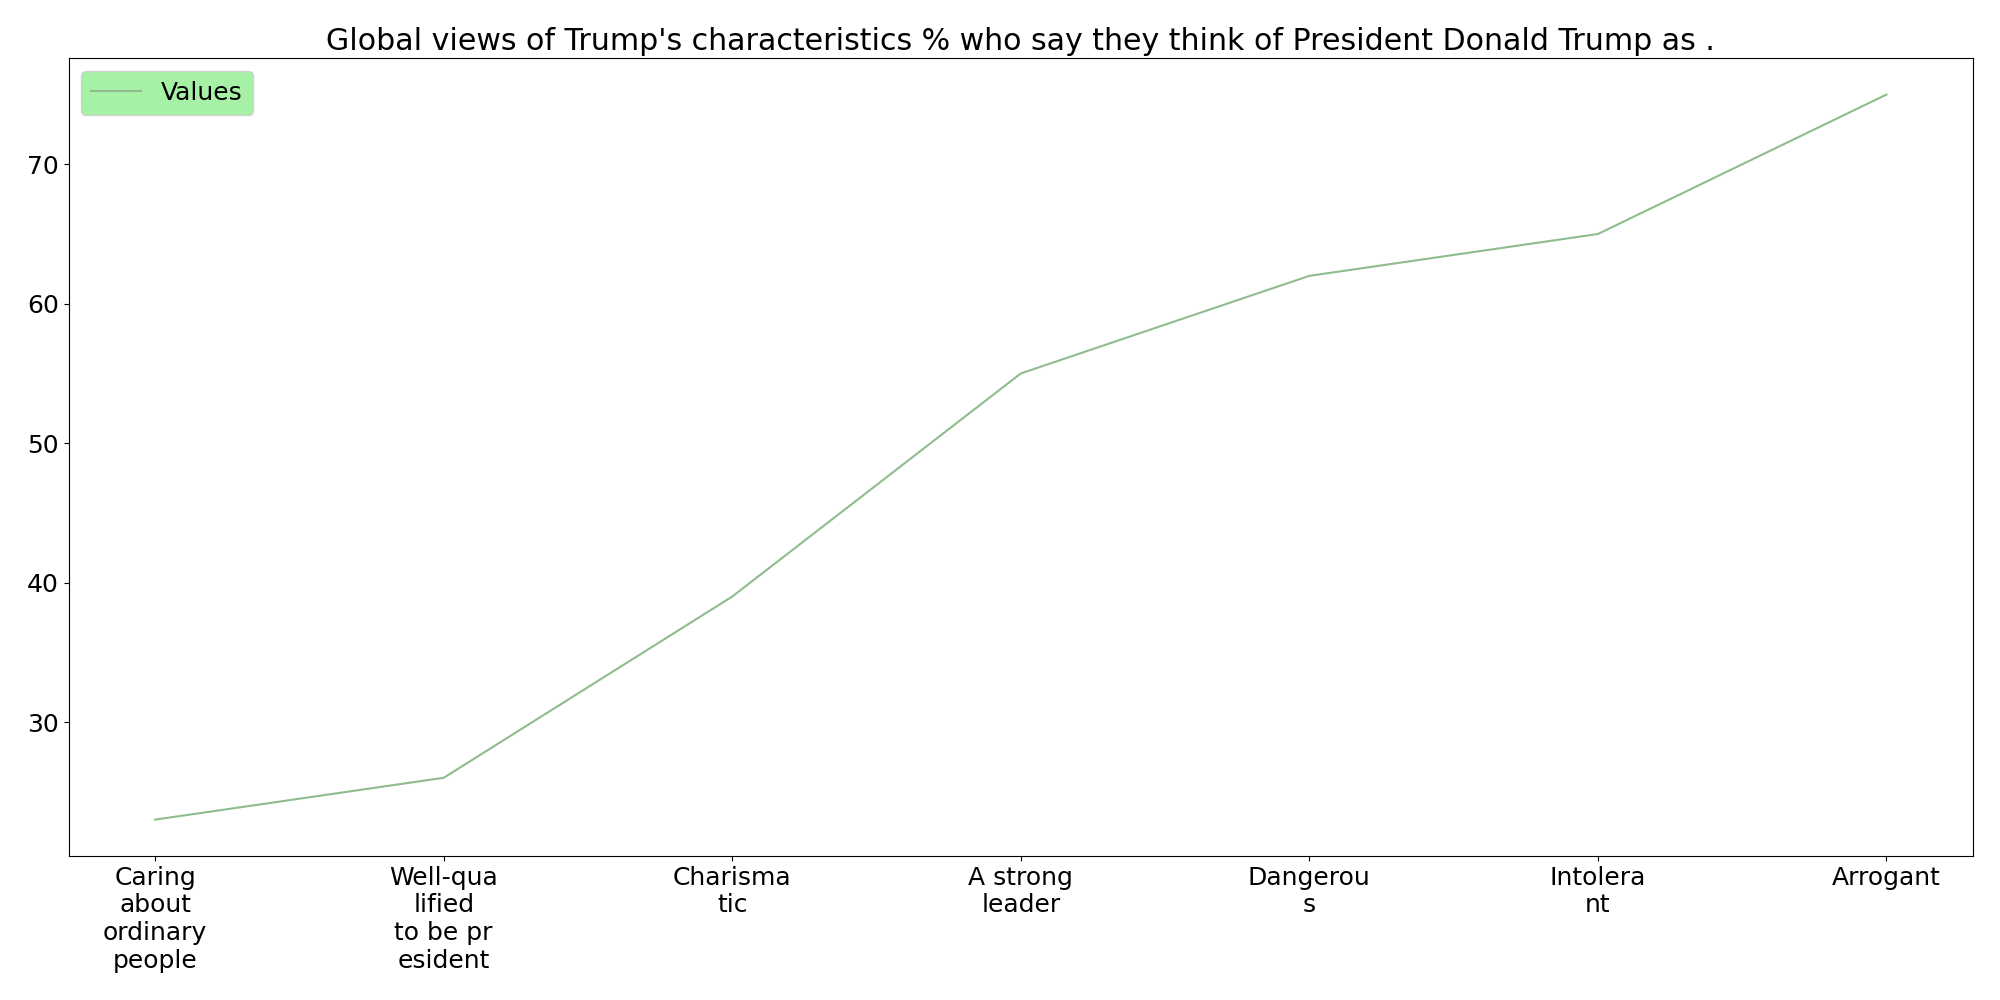 Global views of Trump's characteristics % who say they think of President Donald Trump as .
Values
70
60
50
40
30
Caring
about
ordinary
people
Well-qua
lified
to be pr
esident
Charisma
tic
A strong
leader
Dangerou
s
Intolera
nt
Arrogant